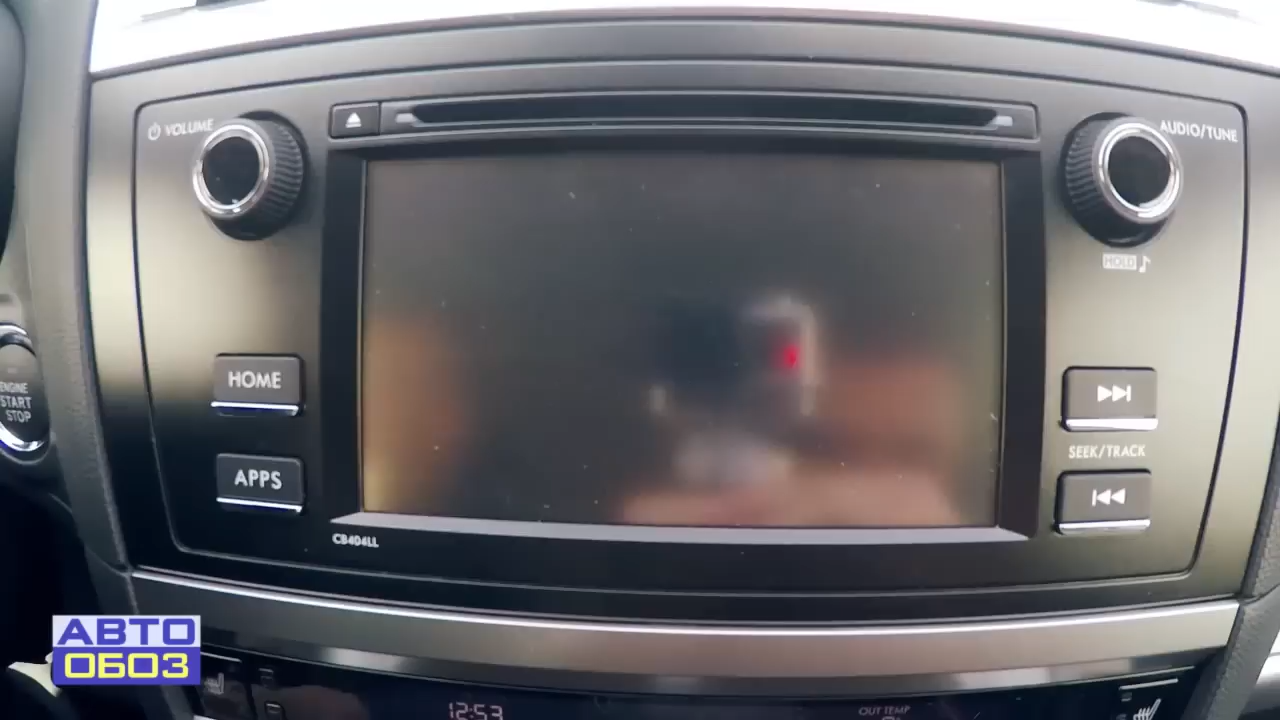 VOLUME
AUDIO/TUNE
HOLD
HOME
APPS
SEEK/TRACK
CB404LL
ENGINE
START
STOP
АВТО
ОБОЗ
12:53
OUT TEMP